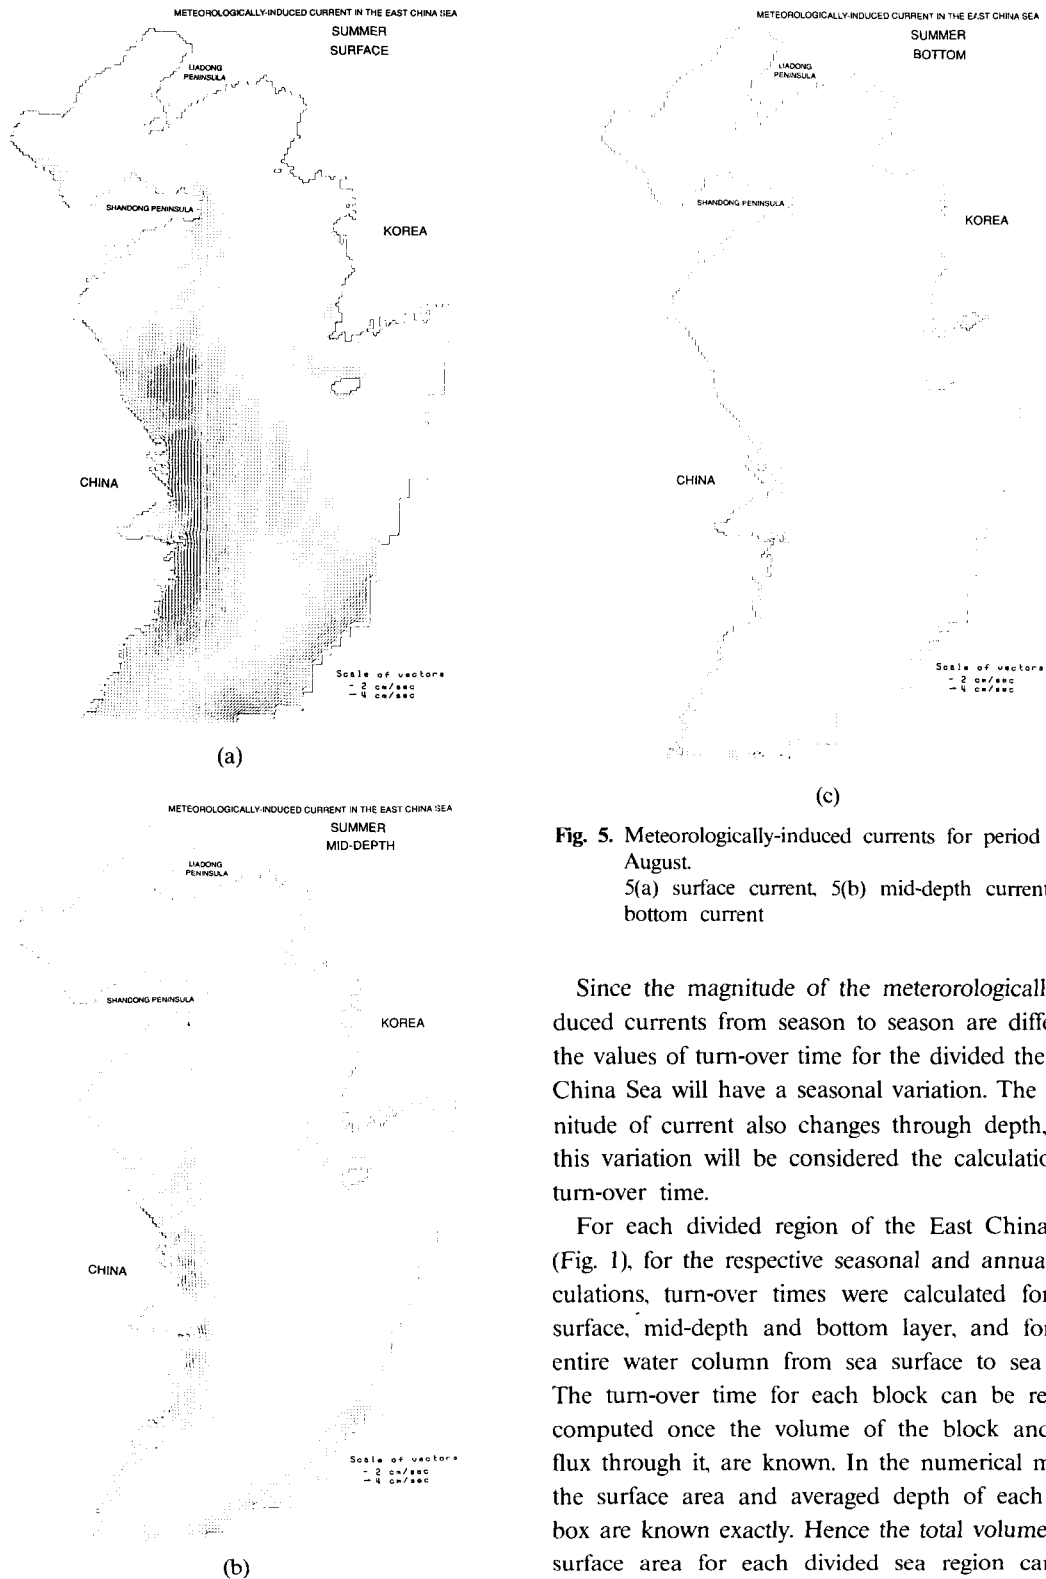 METEOROLOGICALLY-INDUCED CURRENT IN THE EAST CHINA SEA
SUMMER
SURFACE
LIADONG
PENINSULA
SHANDONG PENINSULA
KOREA
CHINA
Scale of vectors
- 2 cm/sec
- 4 cm/sec
(a)
METEOROLOGICALLY-INDUCED CURRENT IN THE EAST CHINA SEA
SUMMER
MID-DEPTH
LIADONG
PENINSULA
SHANDONG PENINSULA
KOREA
CHINA
Scale of vectors
- 2 cm/sec
- 4 cm/sec
(b)
METEOROLOGICALLY-INDUCED CURRENT IN THE EAST CHINA SEA
SUMMER
BOTTOM
LIADONG
PENINSULA
SHANDONG PENINSULA
KOREA
CHINA
Scale of vectors
- 2 cm/sec
- 4 cm/sec
(c)
Fig. 5. Meteorologically-induced currents for period
August.
5(a) surface current, 5(b) mid-depth current
bottom current
Since the magnitude of the meterorologicall
duced currents from season to season are diffe
the values of turn-over time for the divided the
China Sea will have a seasonal variation. The
nitude of current also changes through depth,
this variation will be considered the calculatio
turn-over time.
For each divided region of the East China
(Fig. 1), for the respective seasonal and annua
culations, turn-over times were calculated for
surface, mid-depth and bottom layer, and for
entire water column from sea surface to sea
The turn-over time for each block can be re
computed once the volume of the block and
flux through it, are known. In the numerical m
the surface area and averaged depth of each
box are known exactly. Hence the total volume
surface area for each divided sea region car